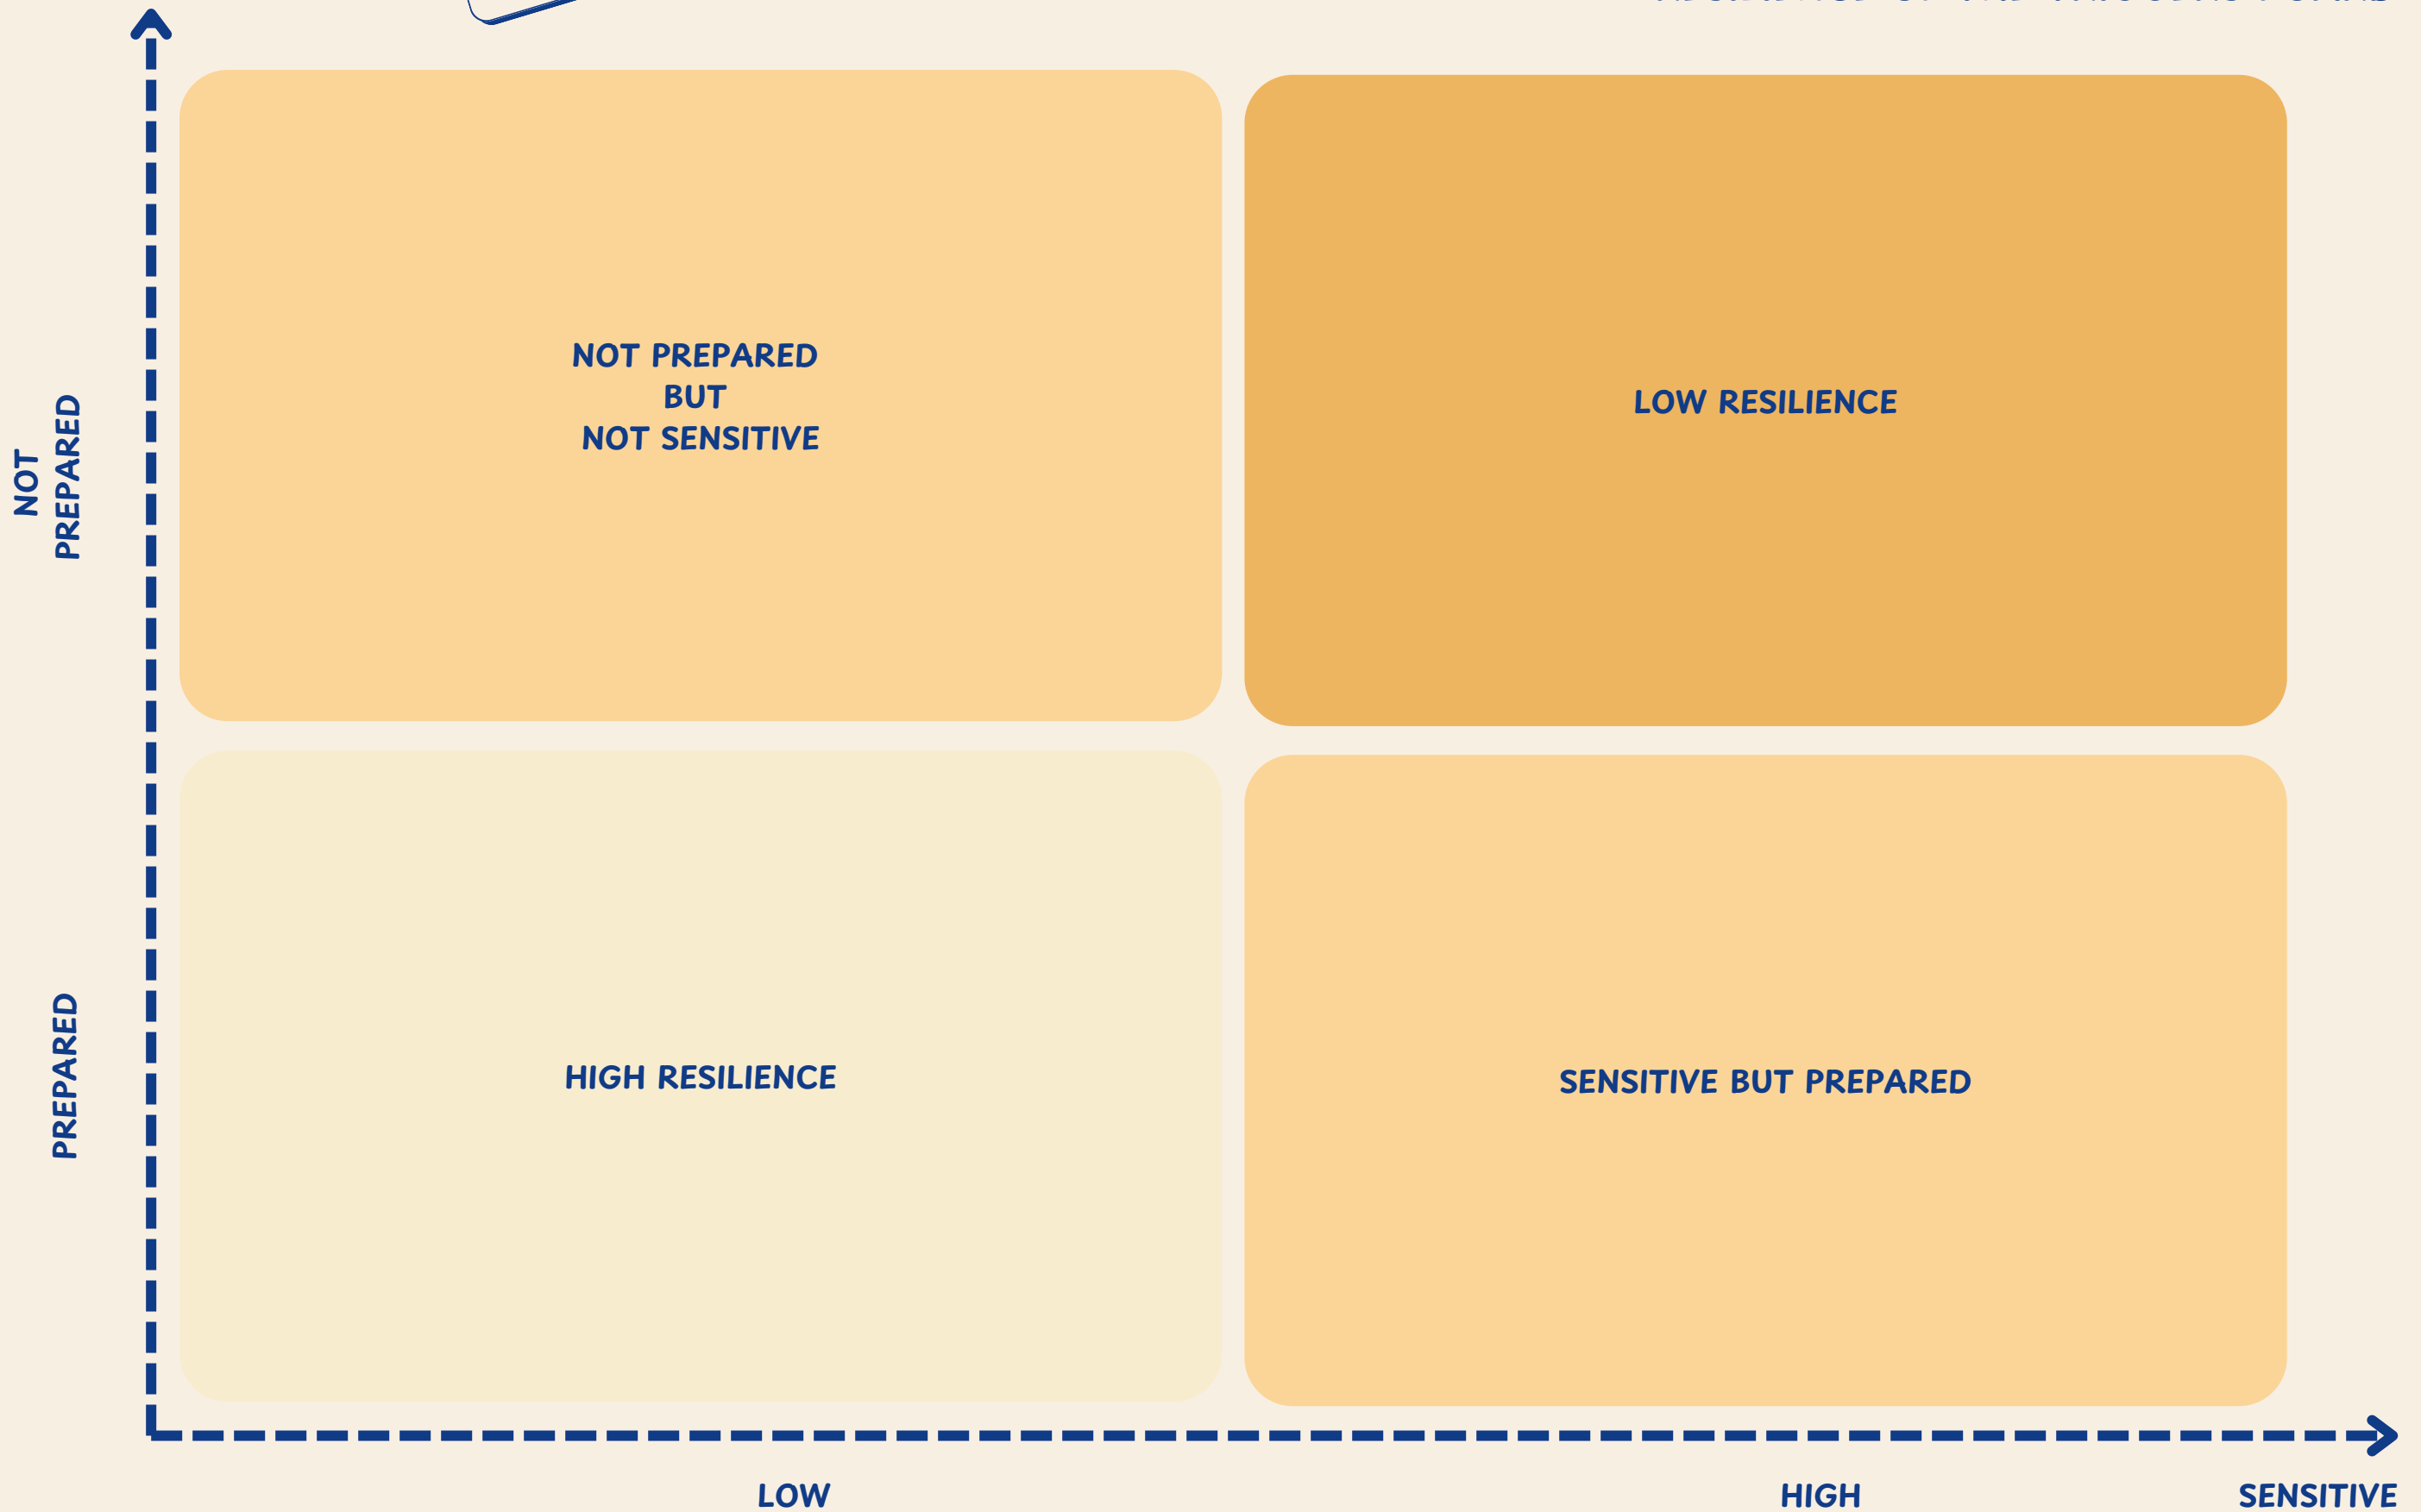 NOT PREPARED
BUT
NOT SENSITIVE
LOW RESILIENCE
NOT
PREPARED
HIGH RESILIENCE
SENSITIVE BUT PREPARED
PREPARED
LOW
HIGH
SENSITIVE